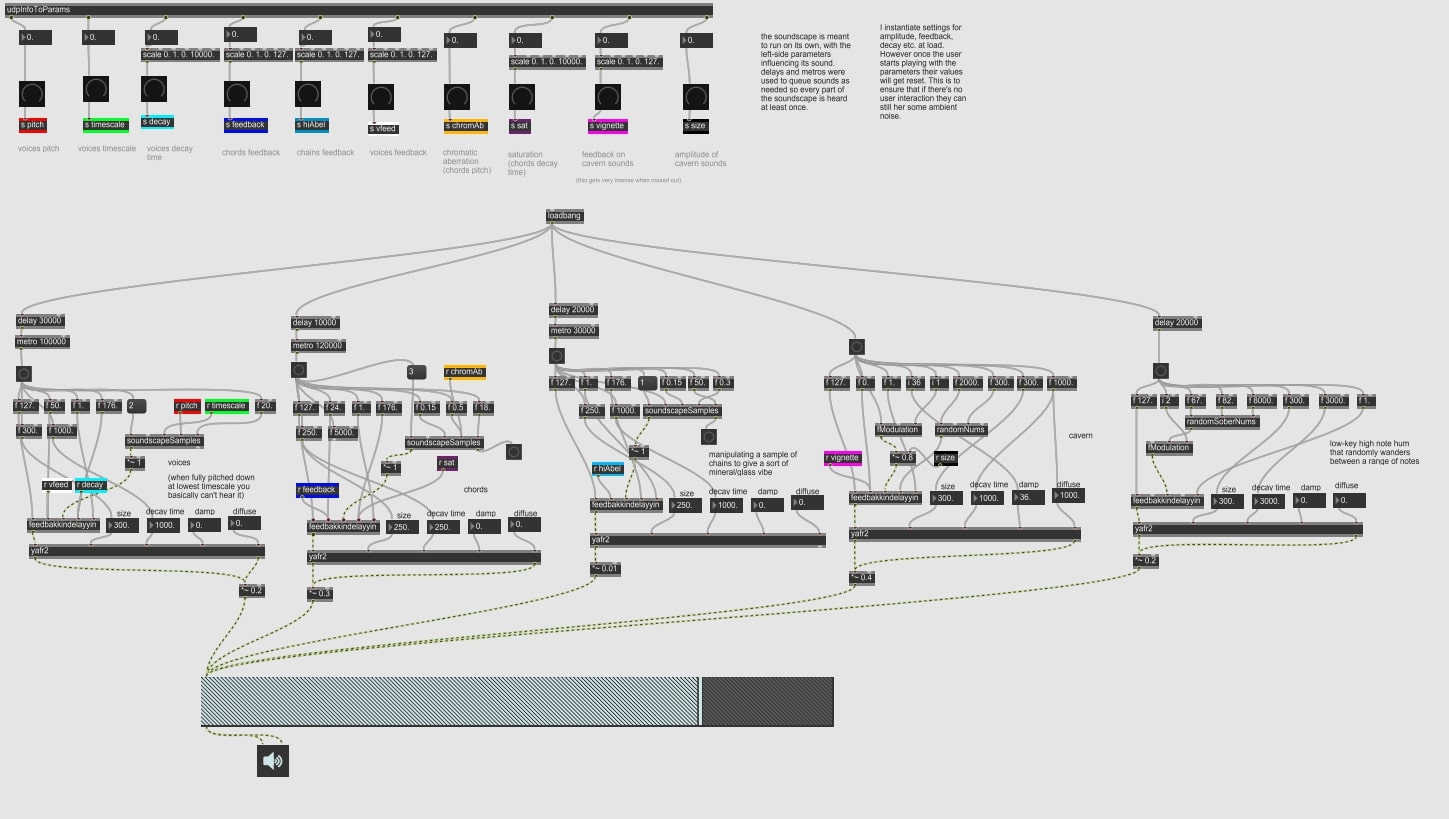 udpInfoToParams
0. 0. 0. 0. 0. 0. 0. 0. 0. 0.
scale 0. 1. 0. 10000. scale 0. 1. 0. 127. scale 0. 1. 0. 127. scale 0. 1. 0. 127. scale 0. 1. 0. 10000. scale 0. 1. 0. 127.
s pitch s timescale s decay s feedback s hiAbel s vfeed s chromAb s sat s vignette s size
voices pitch
voices timescale
voices decay
time
chords feedback
chains feedback
voices feedback
chromatic
aberration
(chords pitch)
saturation
(chords decay
time)
feedback on
cavern sounds
(this gets very intense when maxed out)
amplitude of
cavern sounds
the soundscape is meant
to run on its own, with the
left-side parameters
influencing its sound.
delays and metros were
used to queue sounds as
needed so every part of
the soundscape is heard
at least once.
I instantiate settings for
amplitude, feedback,
decay etc. at load.
However once the user
starts playing with the
parameters their values
will get reset. This is to
ensure that if there's no
user interaction they can
still her some ambient
noise.
loadbang
delay 30000
metro 100000
f 127. f 50. f 1. f 176. 2 r pitch r timescale f 20.
f 300. f 1000.
soundscapeSamples
*~ 1
voices
(when fully pitched down
at lowest timescale you
basically can't hear it)
r vfeed r decay
size decay time damp diffuse
feedbakkindelayyin 300. 1000. 0. 0.
yafr2
*~ 0.2
delay 10000
metro 120000
3 r chromAb
f 127. f 24. f 1. f 176. f 0.15 f 0.5 f 18.
f 250. f 5000.
soundscapeSamples
*~ 1 r sat
r feedback
chords
size decay time damp diffuse
feedbakkindelayyin 250. 250. 0. 0.
yafr2
*~ 0.3
delay 20000
metro 30000
f 127. f 1. f 176. 1 f 0.15 f 50. f 0.3
f 250. f 1000. soundscapeSamples
*~ 1
manipulating a sample of
chains to give a sort of
mineral/glass vibe
r hiAbel
size decay time damp diffuse
feedbakkindelayyin 250. 1000. 0. 0.
yafr2
*~ 0.01
f 127. f 0. f 1. i 36 i 1 f 2000. f 300. f 300. f 1000.
fModulation randomNums
cavern
r vignette *~ 0.8 r size
size decay time damp diffuse
feedbakkindelayyin 300. 1000. 36. 1000.
yafr2
*~ 0.4
delay 20000
f 127. i 2 f 67. f 82. f 8000. f 300. f 3000. f 1.
randomSoberNums
fModulation
low-key high note hum
that randomly wanders
between a range of notes
size decay time damp diffuse
feedbakkindelayyin 300. 3000. 0. 0.
yafr2
*~ 0.2